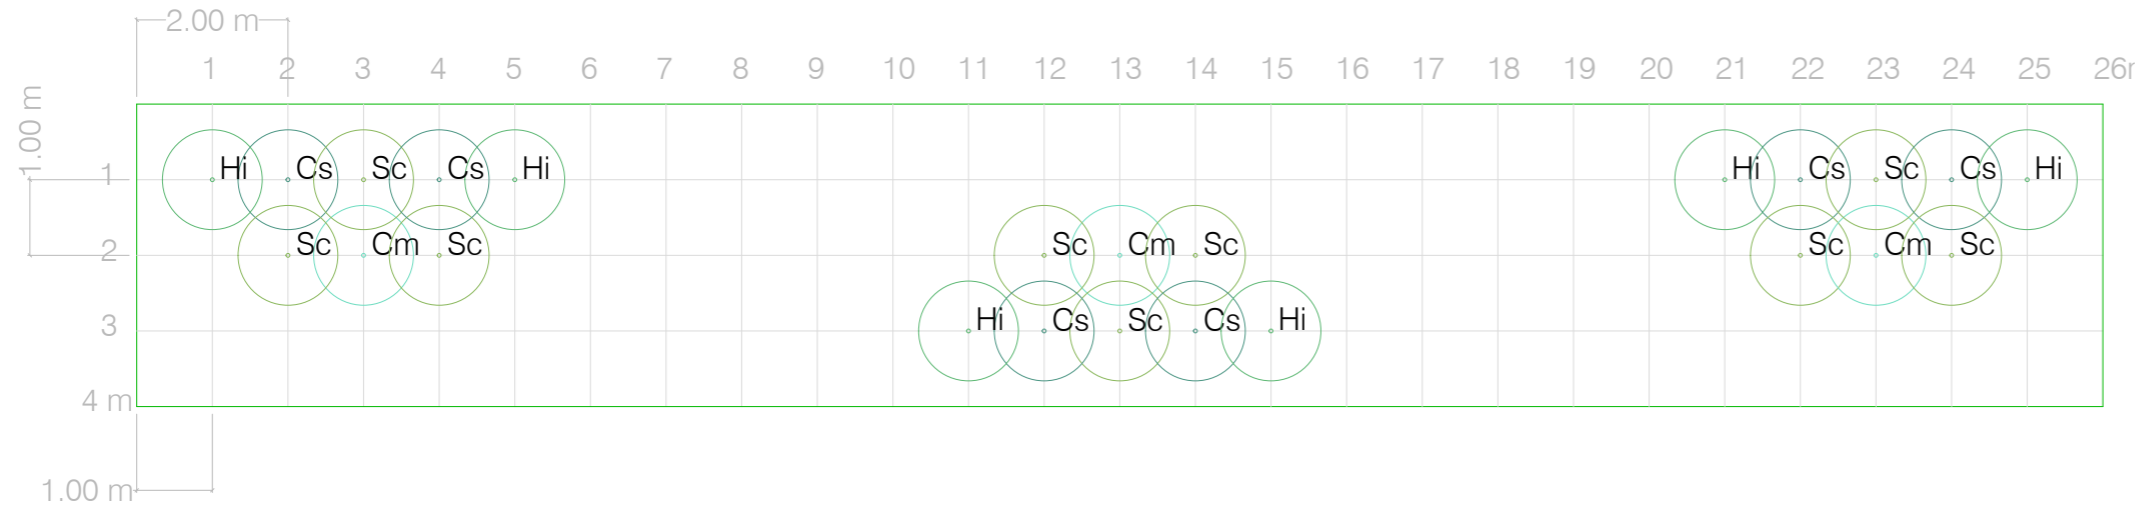 2.00 m
1 2 3 4 5 6 7 8 9 10 11 12 13 14 15 16 17 18 19 20 21 22 23 24 25 26m
1.00 m
1 Hi Cs Sc Cs Hi Hi Cs Sc Cs Hi
2 Sc Cm Sc Sc Cm Sc Sc Cm Sc
3 Hi Cs Sc Cs Hi
4 m
1.00 m